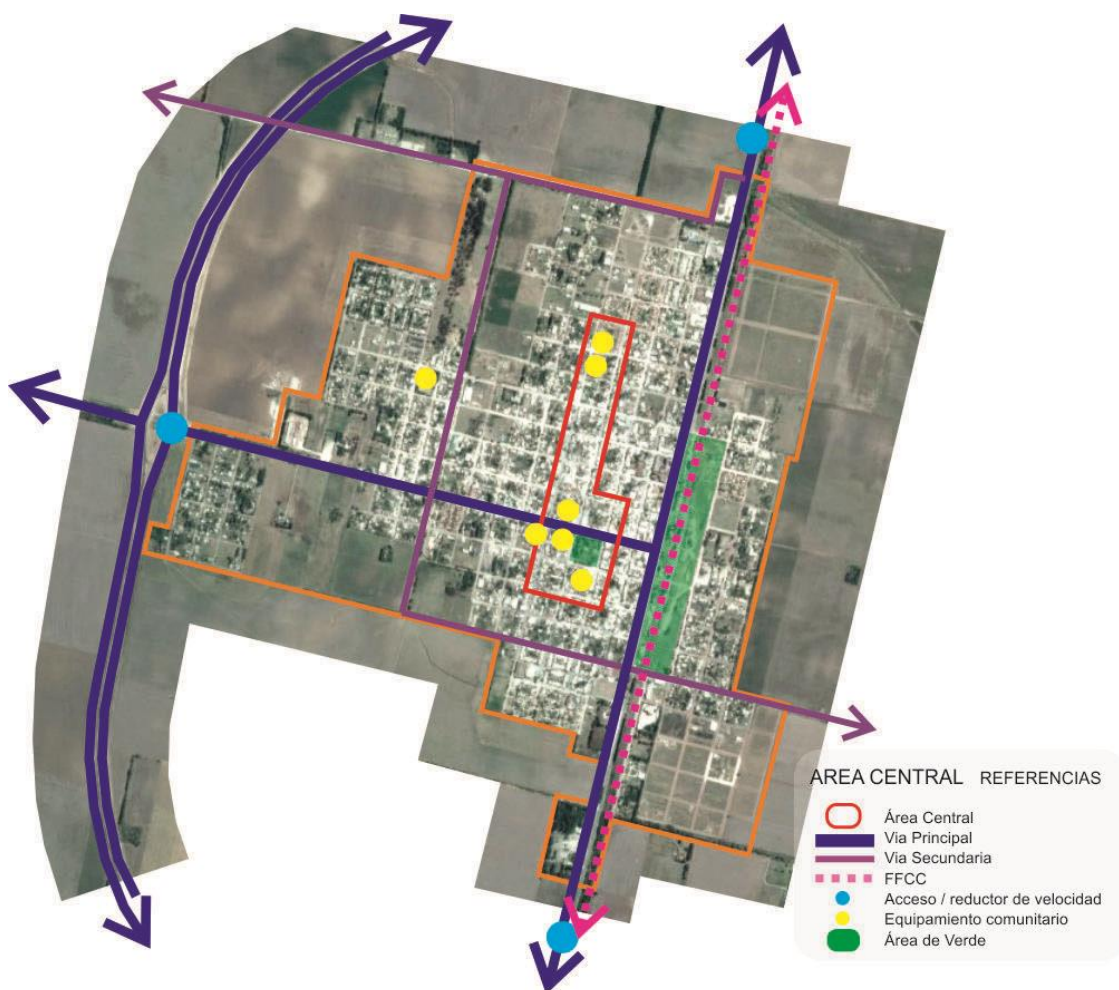 AREA CENTRAL REFERENCIAS
Área Central
Via Principal
Via Secundaria
FFCC
Acceso / reductor de velocidad
Equipamiento comunitario
Área de Verde